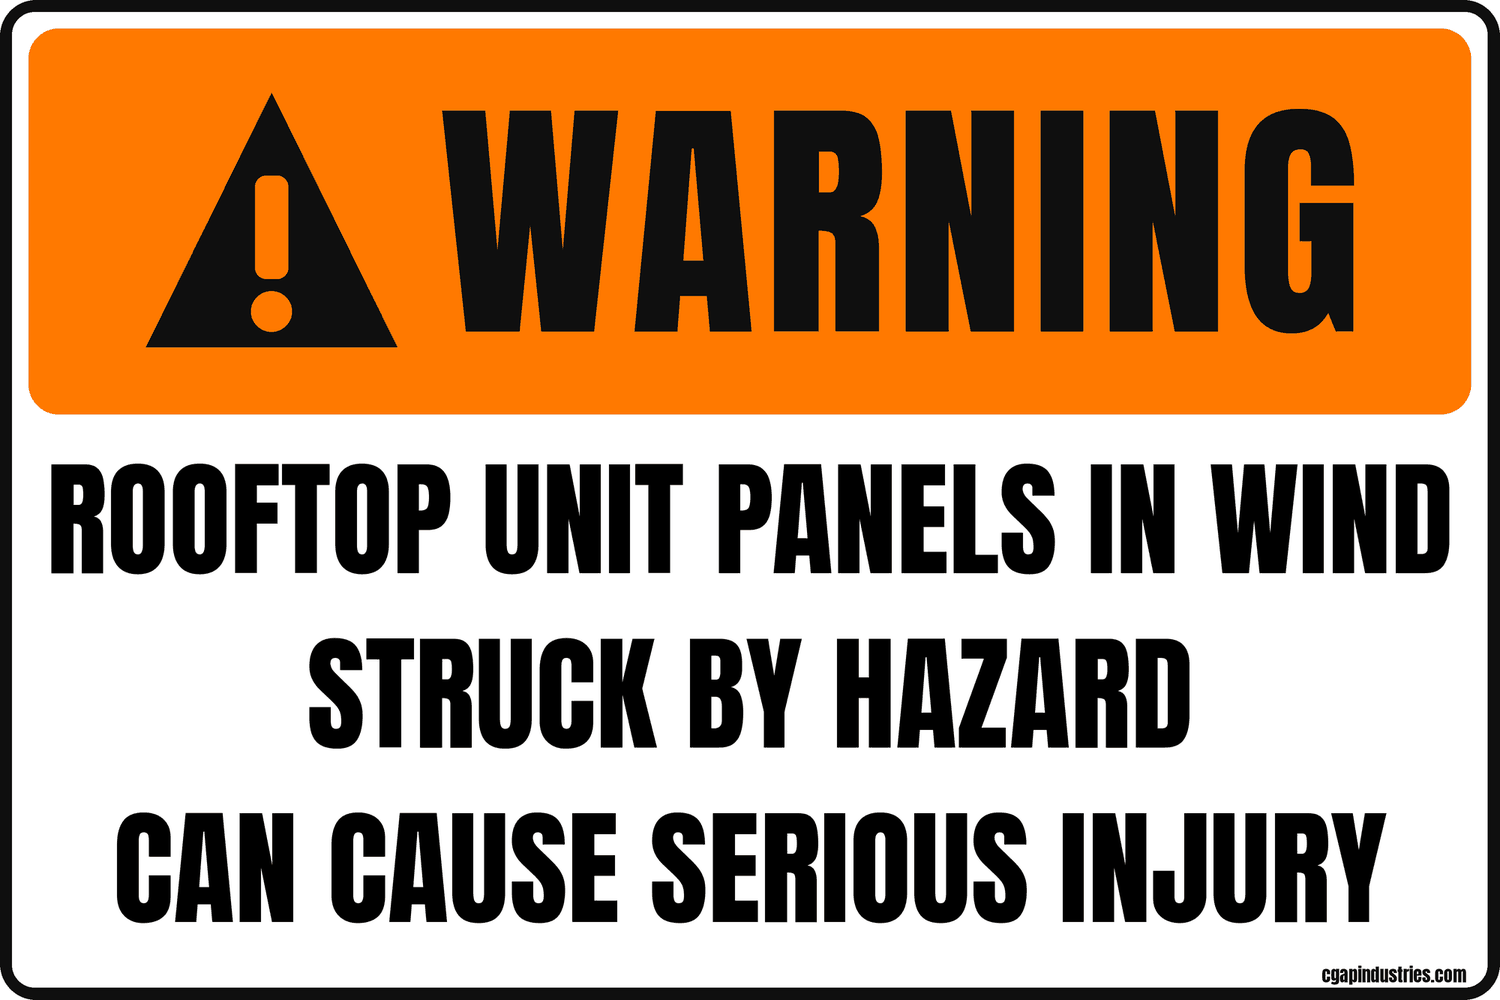 WARNING
ROOFTOP UNIT PANELS IN WIND
STRUCK BY HAZARD
CAN CAUSE SERIOUS INJURY
cgapindustries.com